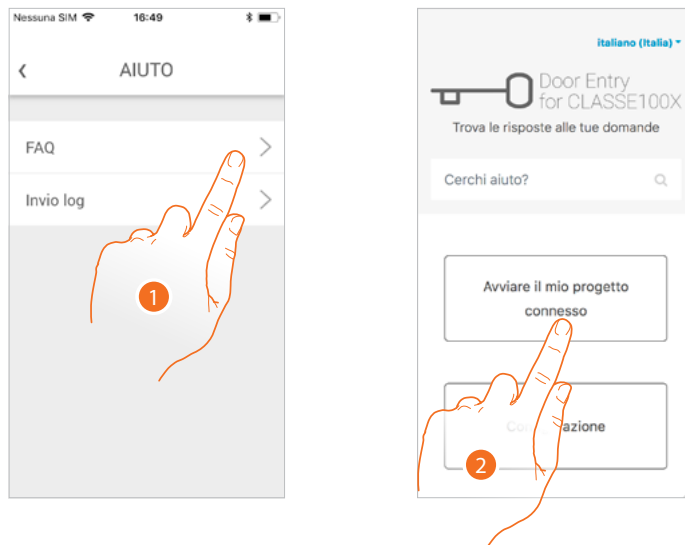 Nessuna SIM 16:49
AIUTO
FAQ
Invio log
1
italiano (Italia)
Door Entry
for CLASSE100X
Trova le risposte alle tue domande
Cerchi aiuto?
Avviare il mio progetto
connesso
azione
2